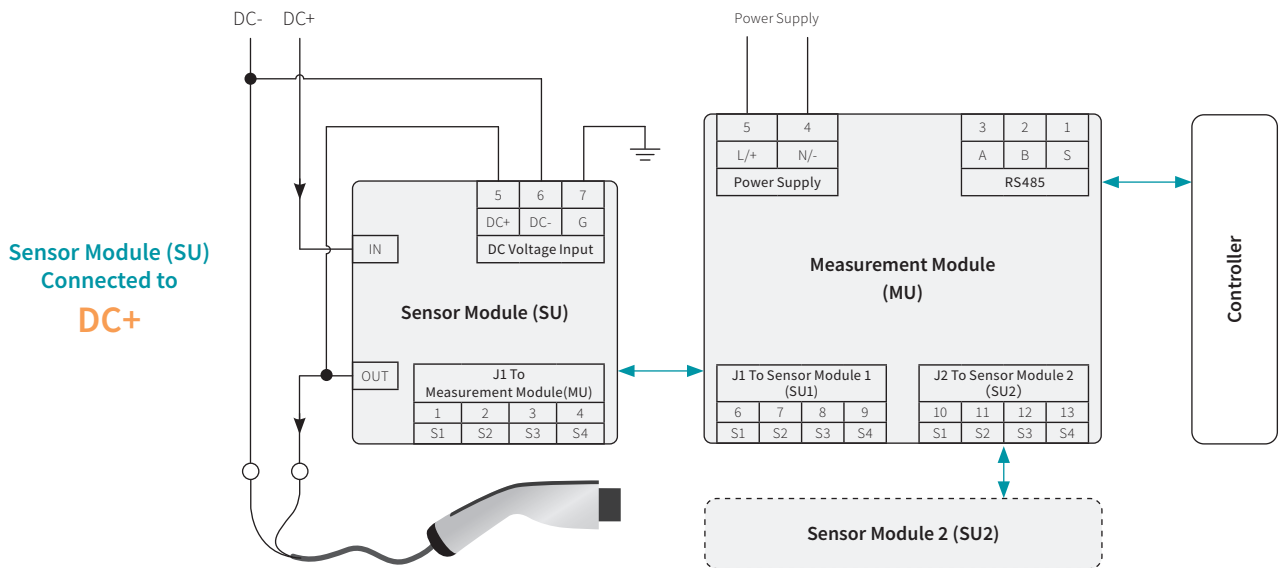 DC- DC+
Power Supply
Sensor Module (SU)
Connected to
DC+
5 6 7
DC+ DC- G
DC Voltage Input
IN
Sensor Module (SU)
OUT
J1 To
Measurement Module(MU)
1 2 3 4
S1 S2 S3 S4
5 4
L/+ N/-
Power Supply
3 2 1
A B S
RS485
Measurement Module
(MU)
J1 To Sensor Module 1
(SU1)
6 7 8 9
S1 S2 S3 S4
J2 To Sensor Module 2
(SU2)
10 11 12 13
S1 S2 S3 S4
Controller
Sensor Module 2 (SU2)